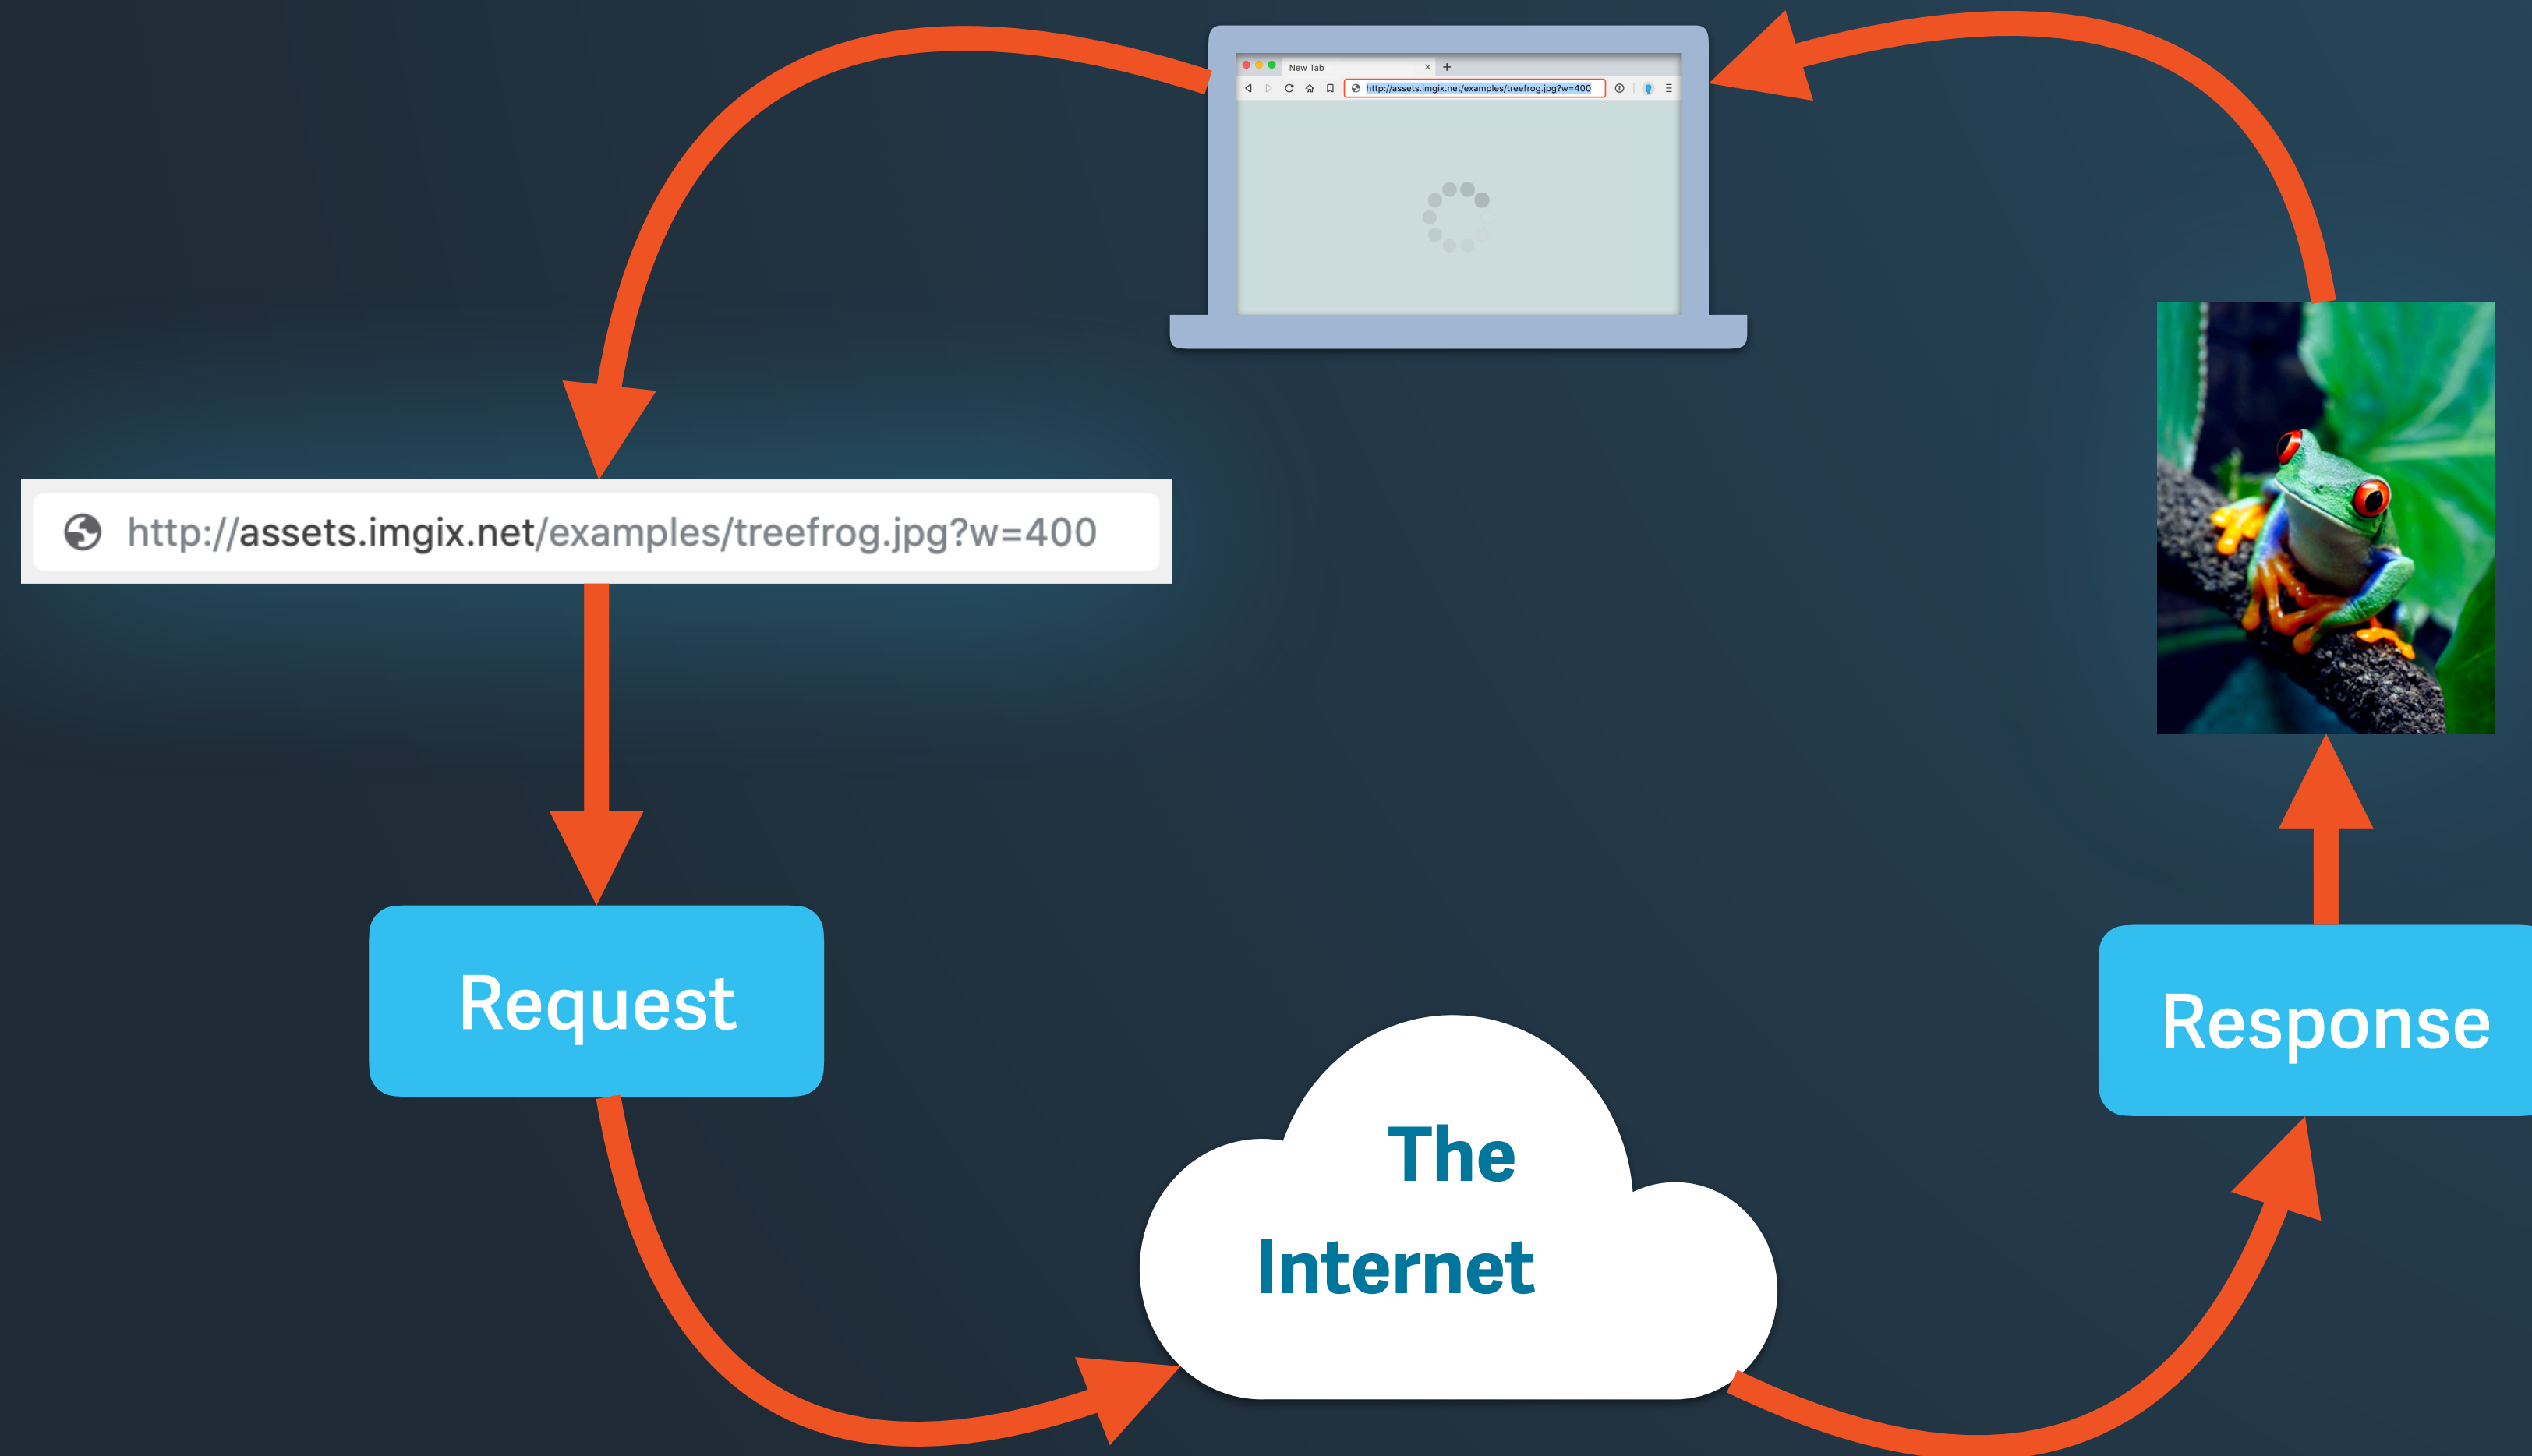 New Tab
http://assets.imgix.net/examples/treefrog.jpg?w=400
http://assets.imgix.net/examples/treefrog.jpg?w=400
Request
The
Internet
Response